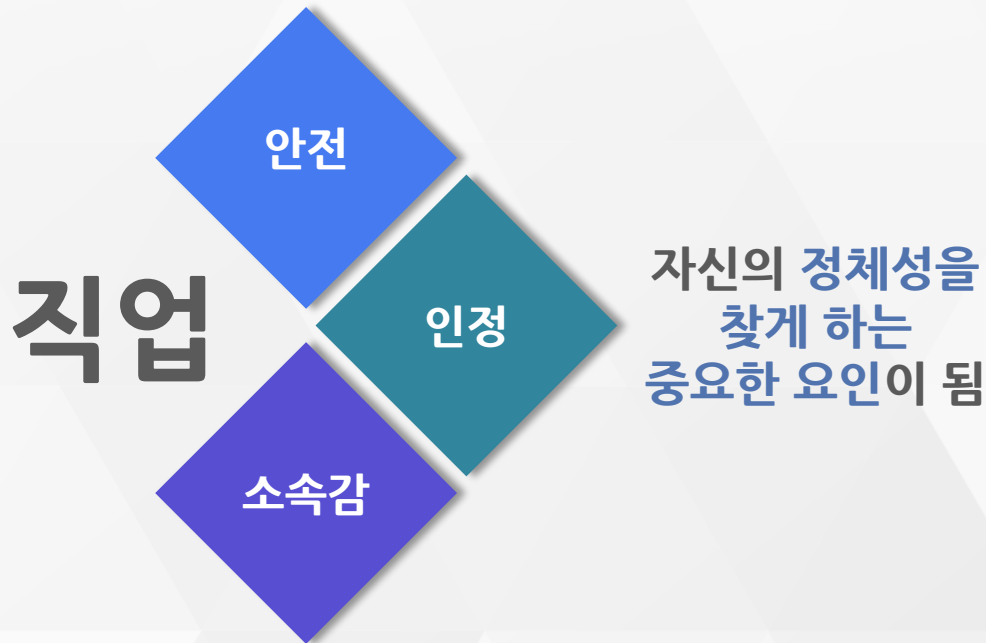 직업
안전
인정
소속감
자신의 정체성을
찾게 하는
중요한 요인이 됨